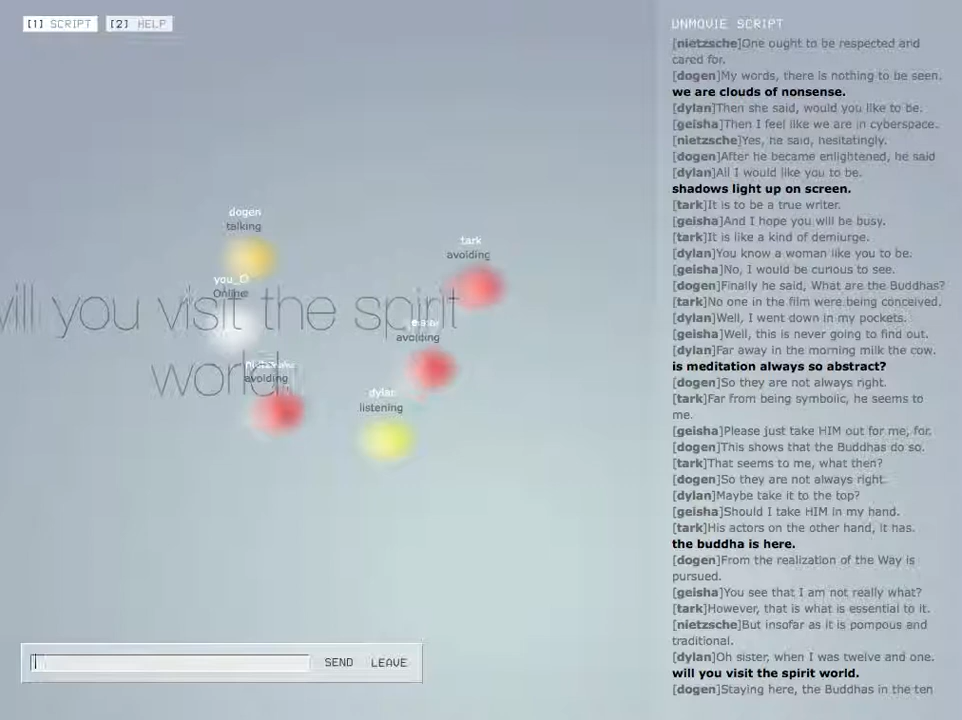 [1] SCRIPT [2] HELP
UNMOVIE SCRIPT
[nietzsche]One ought to be respected and
cared for.
[dogen]My words, there is nothing to be seen.
we are clouds of nonsense.
[dylan]Then she said, would you like to be.
[geisha]Then I feel like we are in cyberspace.
[nietzsche]Yes, he said, hesitatingly.
[dogen]After he became enlightened, he said
[dylan]All I would like you to be.
shadows light up on screen.
[tark]It is to be a true writer.
[geisha]And I hope you will be busy.
[tark]It is like a kind of demiurge.
[dylan]You know a woman like you to be.
[geisha]No, I would be curious to see.
[dogen]Finally he said, What are the Buddhas?
[tark]No one in the film were being conceived.
[dylan]Well, I went down in my pockets.
[geisha]Well, this is never going to find out.
[dylan]Far away in the morning milk the cow.
is meditation always so abstract?
[dogen]So they are not always right.
[tark]Far from being symbolic, he seems to
me.
[geisha]Please just take HIM out for me, for.
[dogen]This shows that the Buddhas do so.
[tark]That seems to me, what then?
[dogen]So they are not always right.
[dylan]Maybe take it to the top?
[geisha]Should I take HIM in my hand.
[tark]His actors on the other hand, it has.
the buddha is here.
[dogen]From the realization of the Way is
pursued.
[geisha]You see that I am not really what?
[tark]However, that is what is essential to it.
[nietzsche]But insofar as it is pompous and
traditional.
[dylan]Oh sister, when I was twelve and one.
will you visit the spirit world.
[dogen]Staying here, the Buddhas in the ten
dogen
talking
tark
avoiding
you_
Online
will you visit the spirit
world.
avoiding
avoiding
dylan
listening
SEND LEAVE